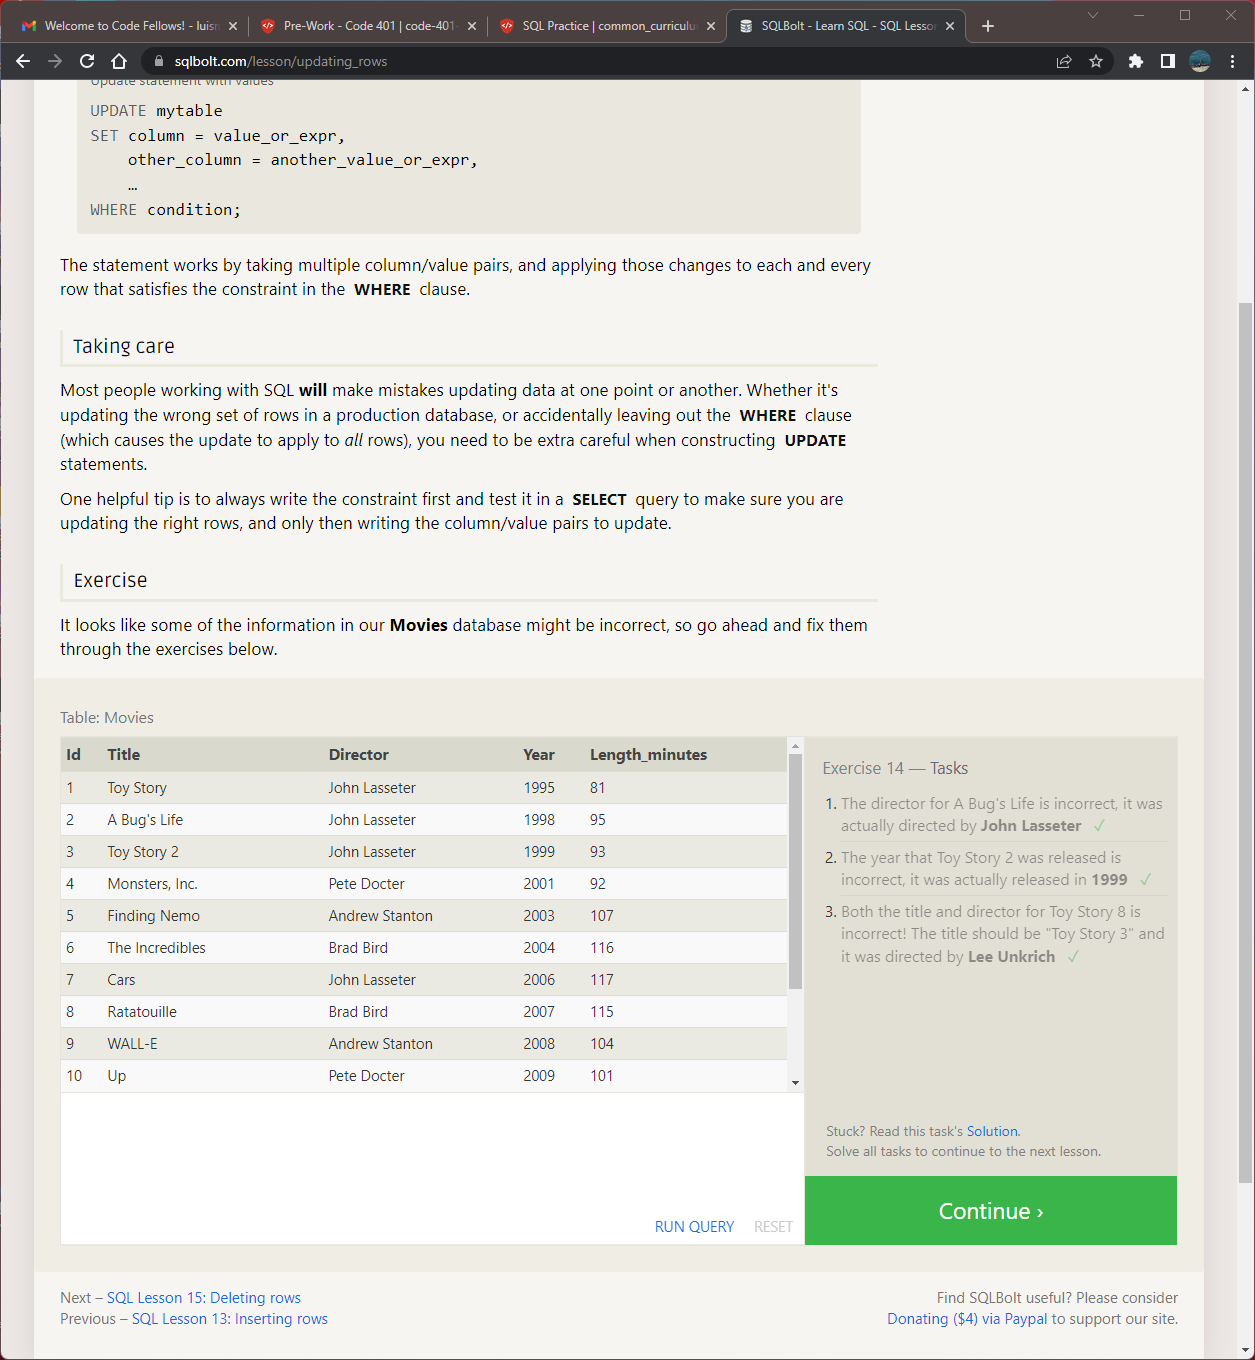 Welcome to Code Fellows! - luism
Pre-Work - Code 401 | code-401-
SQL Practice | common_curriculu
SQLBolt - Learn SQL - SQL Lesson
sqlbolt.com/lesson/updating_rows
Update statement with values
UPDATE mytable
SET column = value_or_expr,
other_column = another_value_or_expr,
…
WHERE condition;
The statement works by taking multiple column/value pairs, and applying those changes to each and every
row that satisfies the constraint in the WHERE clause.
Taking care
Most people working with SQL will make mistakes updating data at one point or another. Whether it's
updating the wrong set of rows in a production database, or accidentally leaving out the WHERE clause
(which causes the update to apply to all rows), you need to be extra careful when constructing UPDATE
statements.
One helpful tip is to always write the constraint first and test it in a SELECT query to make sure you are
updating the right rows, and only then writing the column/value pairs to update.
Exercise
It looks like some of the information in our Movies database might be incorrect, so go ahead and fix them
through the exercises below.
Table: Movies
Id Title Director Year Length_minutes
1 Toy Story John Lasseter 1995 81
2 A Bug's Life John Lasseter 1998 95
3 Toy Story 2 John Lasseter 1999 93
4 Monsters, Inc. Pete Docter 2001 92
5 Finding Nemo Andrew Stanton 2003 107
6 The Incredibles Brad Bird 2004 116
7 Cars John Lasseter 2006 117
8 Ratatouille Brad Bird 2007 115
9 WALL-E Andrew Stanton 2008 104
10 Up Pete Docter 2009 101
RUN QUERY RESET
Exercise 14 — Tasks
1. The director for A Bug's Life is incorrect, it was
actually directed by John Lasseter ✓
2. The year that Toy Story 2 was released is
incorrect, it was actually released in 1999 ✓
3. Both the title and director for Toy Story 8 is
incorrect! The title should be "Toy Story 3" and
it was directed by Lee Unkrich ✓
Stuck? Read this task's Solution.
Solve all tasks to continue to the next lesson.
Continue ›
Next – SQL Lesson 15: Deleting rows
Previous – SQL Lesson 13: Inserting rows
Find SQLBolt useful? Please consider
Donating ($4) via Paypal to support our site.